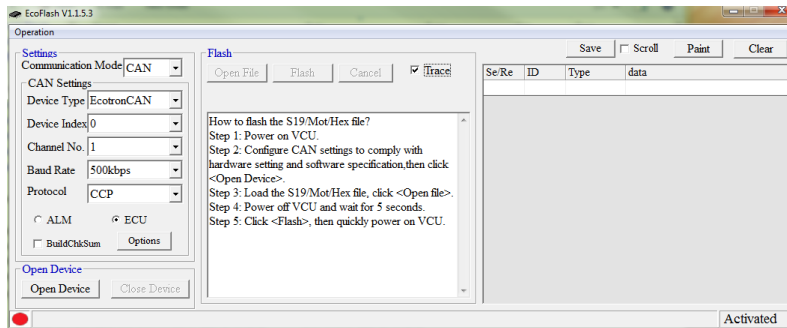 EcoFlash V1.1.5.3
Operation
Settings
Communication Mode CAN
CAN Settings
Device Type EcotronCAN
Device Index 0
Channel No. 1
Baud Rate 500kbps
Protocol CCP
ALM ECU
BuildChkSum Options
Open Device
Open Device Close Device
Flash
Open File Flash Cancel Trace
How to flash the S19/Mot/Hex file?
Step 1: Power on VCU.
Step 2: Configure CAN settings to comply with
hardware setting and software specification,then click
<Open Device>.
Step 3: Load the S19/Mot/Hex file, click <Open file>.
Step 4: Power off VCU and wait for 5 seconds.
Step 5: Click <Flash>, then quickly power on VCU.
Save Scroll Paint Clear
Se/Re ID Type data
Activated